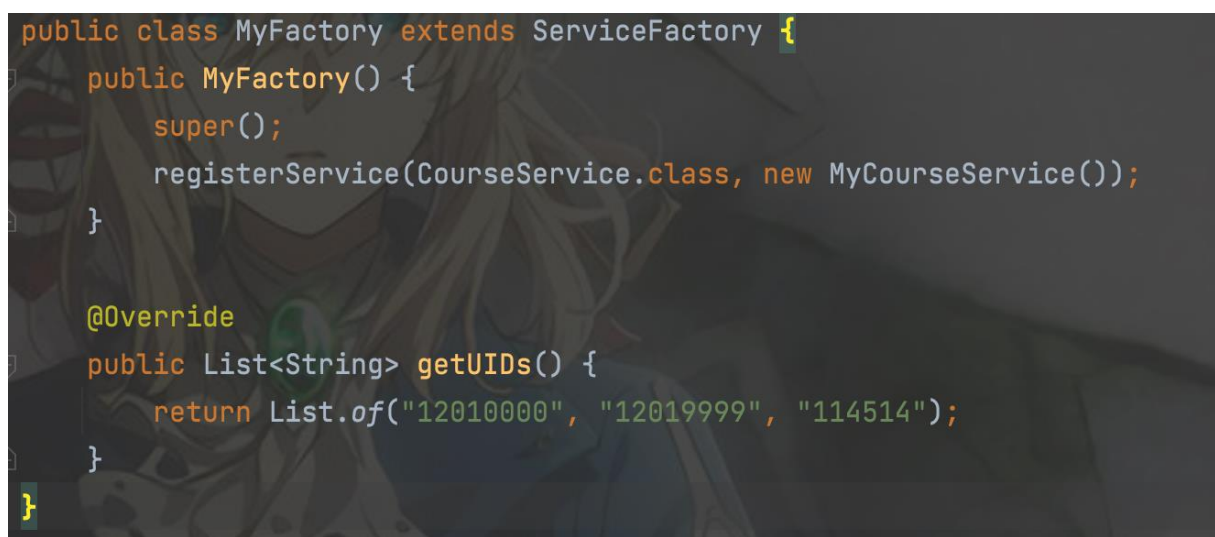 public class MyFactory extends ServiceFactory {
    public MyFactory() {
        super();
        registerService(CourseService.class, new MyCourseService());
    }

    @Override
    public List<String> getUIDs() {
        return List.of("12010000", "12019999", "114514");
    }
}